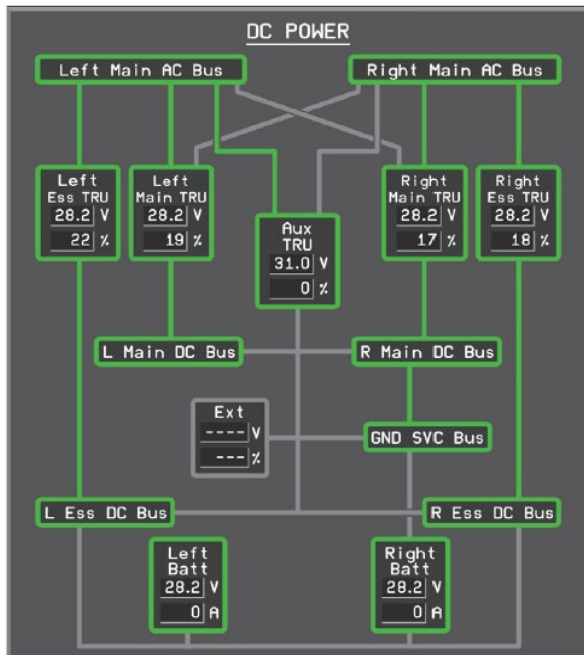 DC POWER
Left Main AC Bus
Right Main AC Bus
Left
Ess TRU
28.2 V
22 %
Left
Main TRU
28.2 V
19 %
Aux
TRU
31.0 V
0 %
Right
Main TRU
28.2 V
17 %
Right
Ess TRU
28.2 V
18 %
L Main DC Bus
R Main DC Bus
Ext
---- V
--- %
GND SVC Bus
L Ess DC Bus
R Ess DC Bus
Left
Batt
28.2 V
0 A
Right
Batt
28.2 V
0 A